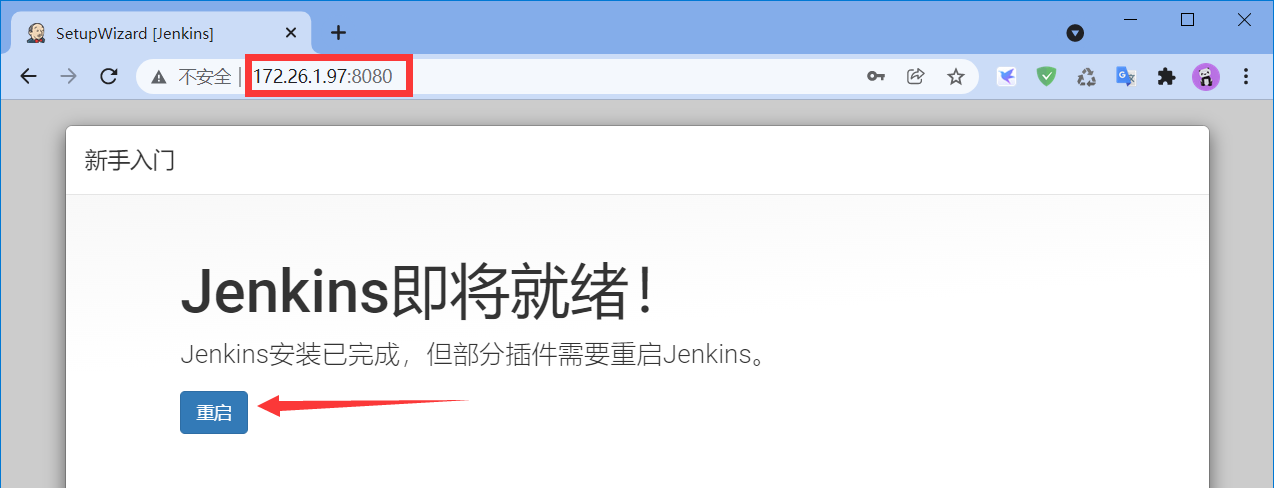 SetupWizard [Jenkins]
不安全 | 172.26.1.97:8080
新手入门
Jenkins即将就绪！
Jenkins安装已完成，但部分插件需要重启Jenkins。
重启